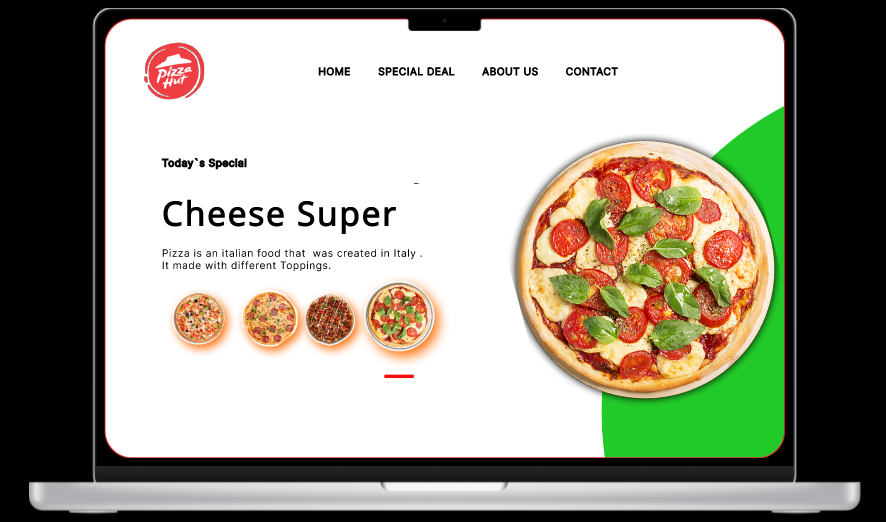 Pizza
Hut
HOME SPECIAL DEAL ABOUT US CONTACT
Today`s Special
Cheese Super
Pizza is an italian food that  was created in Italy .
It made with different Toppings.